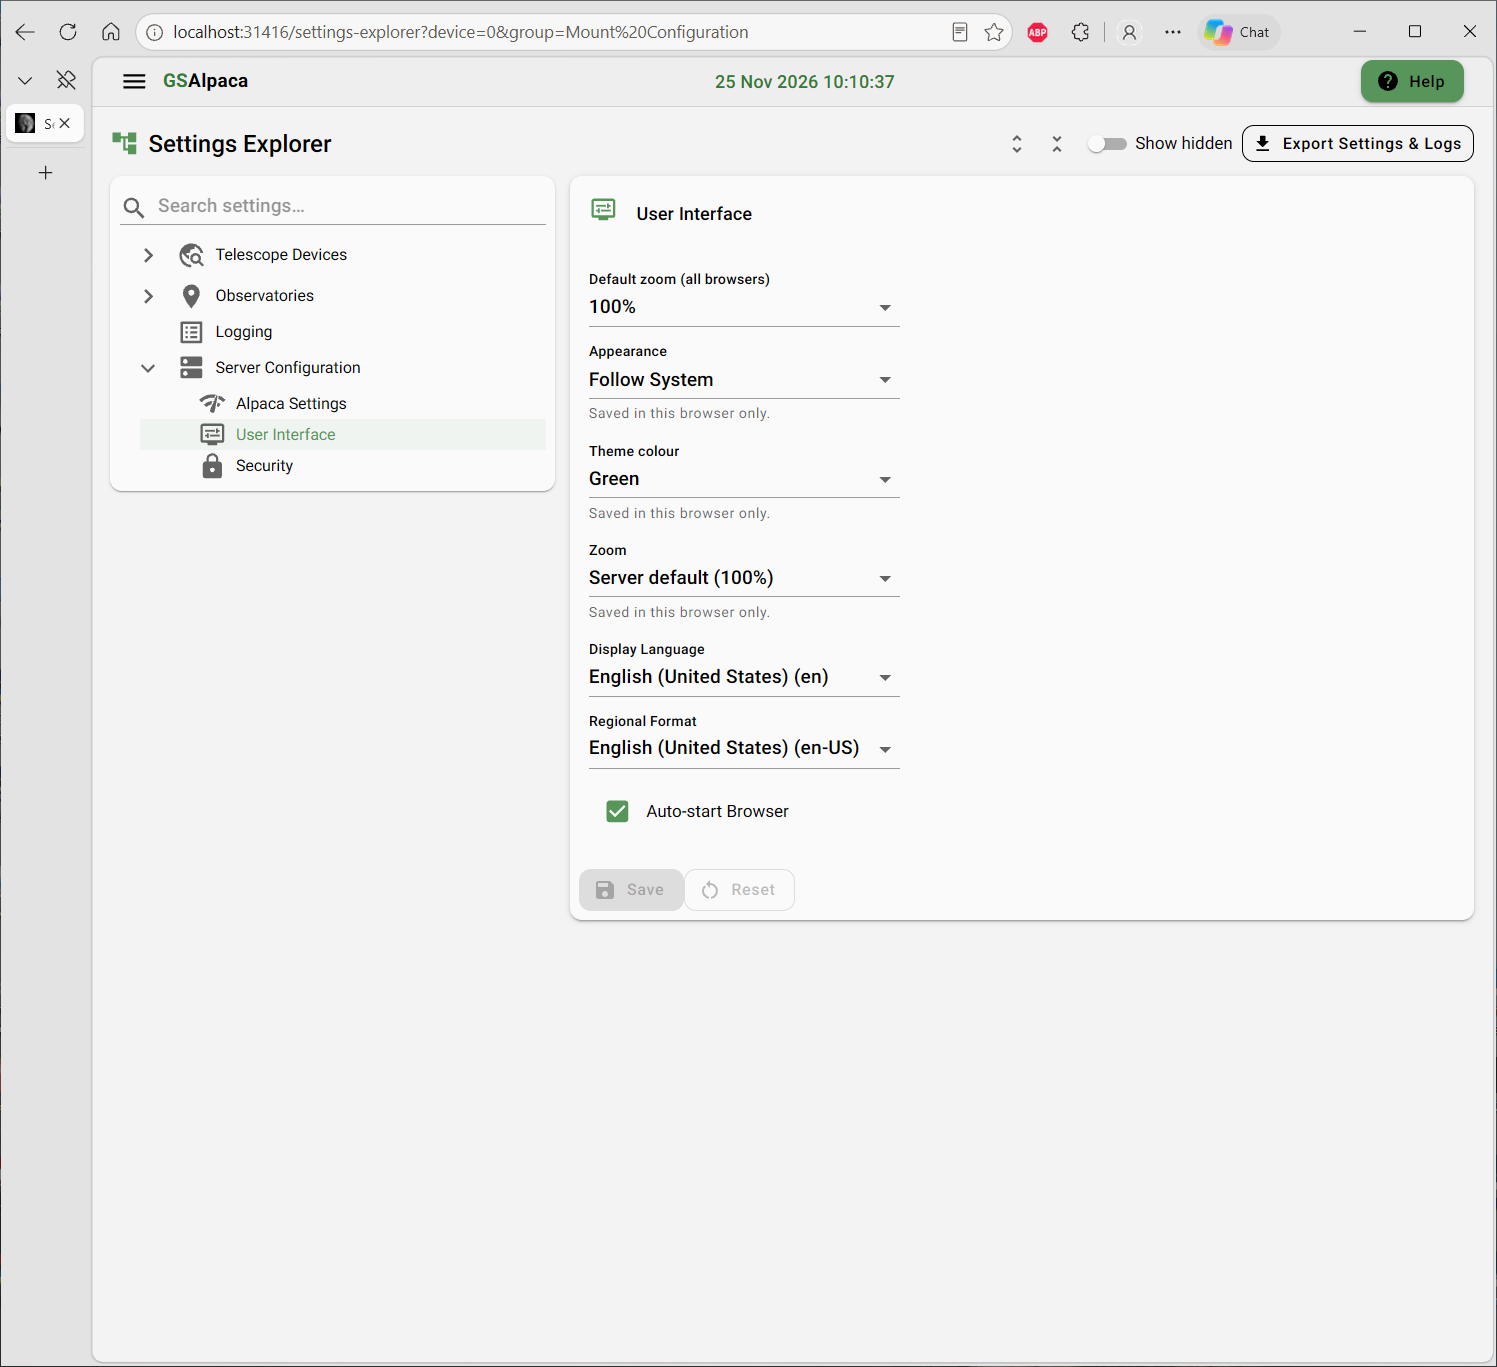 localhost:31416/settings-explorer?device=0&group=Mount%20Configuration
ABP
Chat
GSAlpaca
25 Nov 2026 10:10:37
Help
Settings Explorer
Show hidden
Export Settings & Logs
Search settings...
Telescope Devices
Observatories
Logging
Server Configuration
Alpaca Settings
User Interface
Security
User Interface
Default zoom (all browsers)
100%
Appearance
Follow System
Saved in this browser only.
Theme colour
Green
Saved in this browser only.
Zoom
Server default (100%)
Saved in this browser only.
Display Language
English (United States) (en)
Regional Format
English (United States) (en-US)
Auto-start Browser
Save
Reset